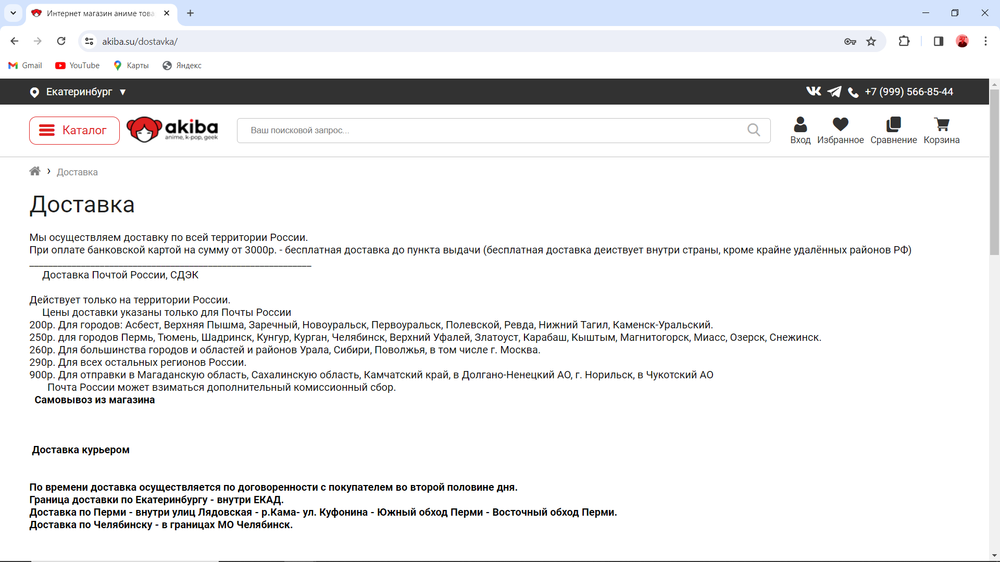 Интернет магазин аниме това
akiba.su/dostavka/
Gmail
YouTube
Карты
Яндекс
Екатеринбург ▼
+7 (999) 566-85-44
Каталог
akiba
anime, k-pop, geek
Ваш поисковой запрос...
Вход
Избранное
Сравнение
Корзина
Доставка
Доставка
Мы осуществляем доставку по всей территории России.
При оплате банковской картой на сумму от 3000р. - бесплатная доставка до пункта выдачи (бесплатная доставка деиствует внутри страны, кроме крайне удалённых районов РФ)
______________________________________________________
Доставка Почтой России, СДЭК
Действует только на территории России.
Цены доставки указаны только для Почты России
200р. Для городов: Асбест, Верхняя Пышма, Заречный, Новоуральск, Первоуральск, Полевской, Ревда, Нижний Тагил, Каменск-Уральский.
250р. для городов Пермь, Тюмень, Шадринск, Кунгур, Курган, Челябинск, Верхний Уфалей, Златоуст, Карабаш, Кыштым, Магнитогорск, Миасс, Озерск, Снежинск.
260р. Для большинства городов и областей и районов Урала, Сибири, Поволжья, в том числе г. Москва.
290р. Для всех остальных регионов России.
900р. Для отправки в Магаданскую область, Сахалинскую область, Камчатский край, в Долгано-Ненецкий АО, г. Норильск, в Чукотский АО
Почта России может взиматься дополнительный комиссионный сбор.
Самовывоз из магазина
Доставка курьером
По времени доставка осуществляется по договоренности с покупателем во второй половине дня.
Граница доставки по Екатеринбургу - внутри ЕКАД.
Доставка по Перми - внутри улиц Лядовская - р.Кама- ул. Куфонина - Южный обход Перми - Восточный обход Перми.
Доставка по Челябинску - в границах МО Челябинск.